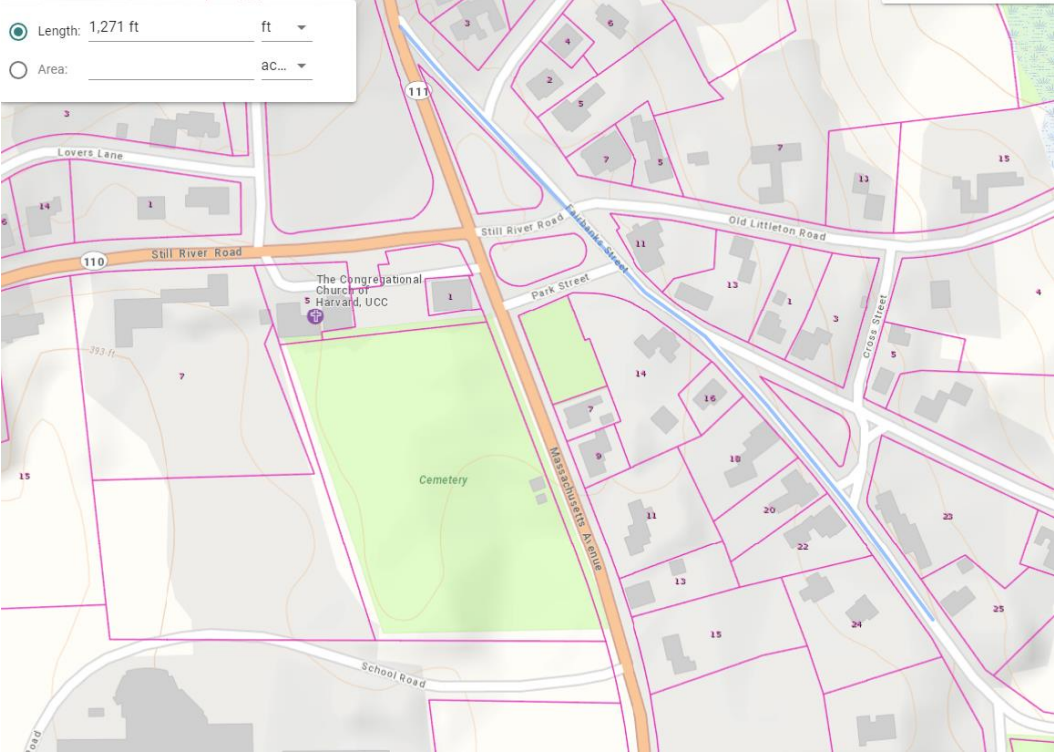 Length: 1,271 ft ft
Area: ac...
3
4
6
2
5
111
3
7
5
7
13
15
Lovers Lane
6
14
1
110
Still River Road
Still River Road
Fairbanks Street
Old Littleton Road
11
The Congregational
Church of
Harvard, UCC
5
1
Park Street
13
1
3
4
Cross Street
5
393 ft
7
14
16
7
9
Cemetery
Massachusetts Avenue
15
18
20
22
11
23
13
25
24
15
School Road
Road